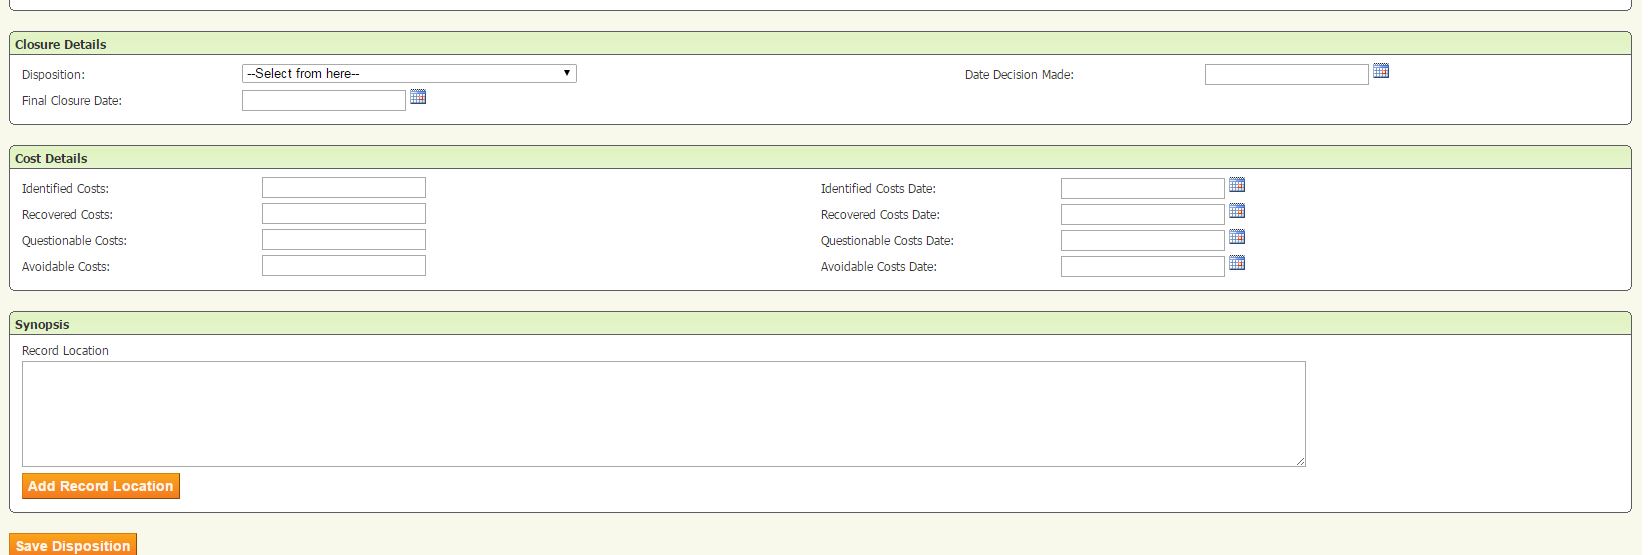 Closure Details
Disposition: --Select from here-- Date Decision Made:
Final Closure Date:
Cost Details
Identified Costs: Identified Costs Date:
Recovered Costs: Recovered Costs Date:
Questionable Costs: Questionable Costs Date:
Avoidable Costs: Avoidable Costs Date:
Synopsis
Record Location
Add Record Location
Save Disposition